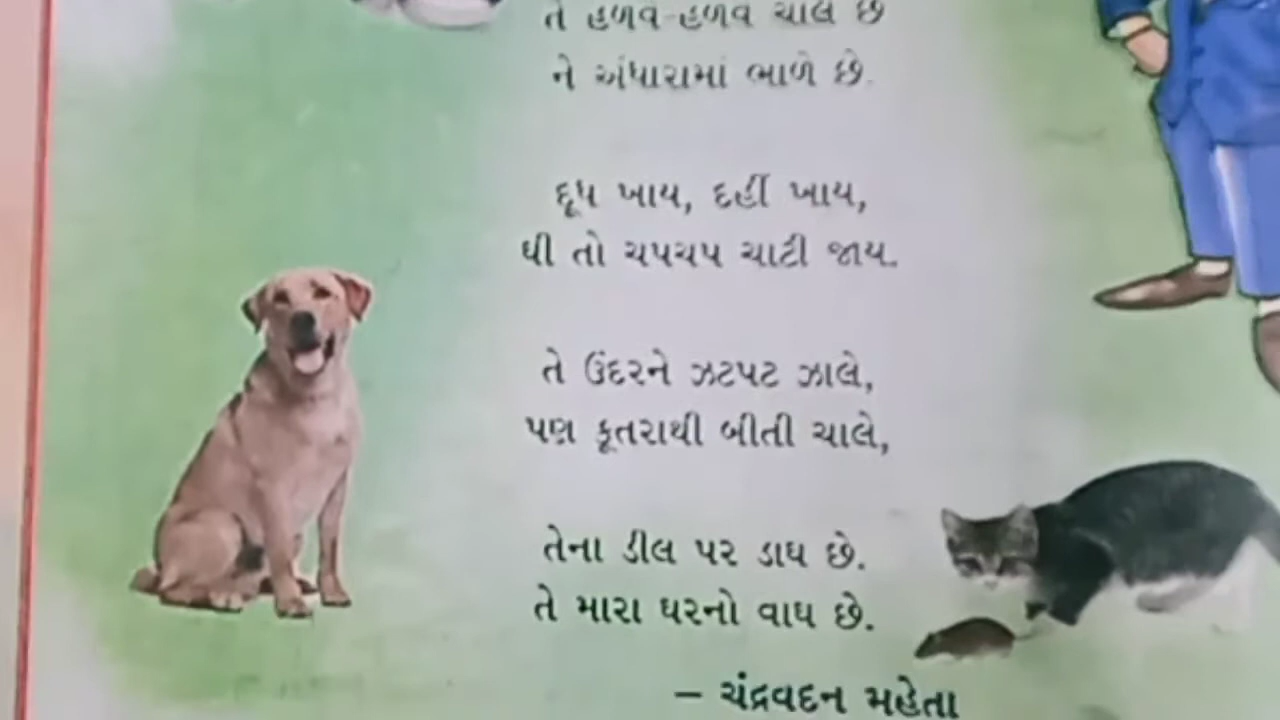 તે હળવે-હળવે ચાલે છે
ને અંધારામાં ભાળે છે.
દૂધ ખાય, દહીં ખાય,
ઘી તો ચપચપ ચાટી જાય.
તે ઉંદરને ઝટપટ ઝાલે,
પણ કૂતરાથી બીતી ચાલે,
તેના ડીલ પર ડાઘ છે.
તે મારા ઘરનો વાઘ છે.
– ચંદ્રવદન મહેતા